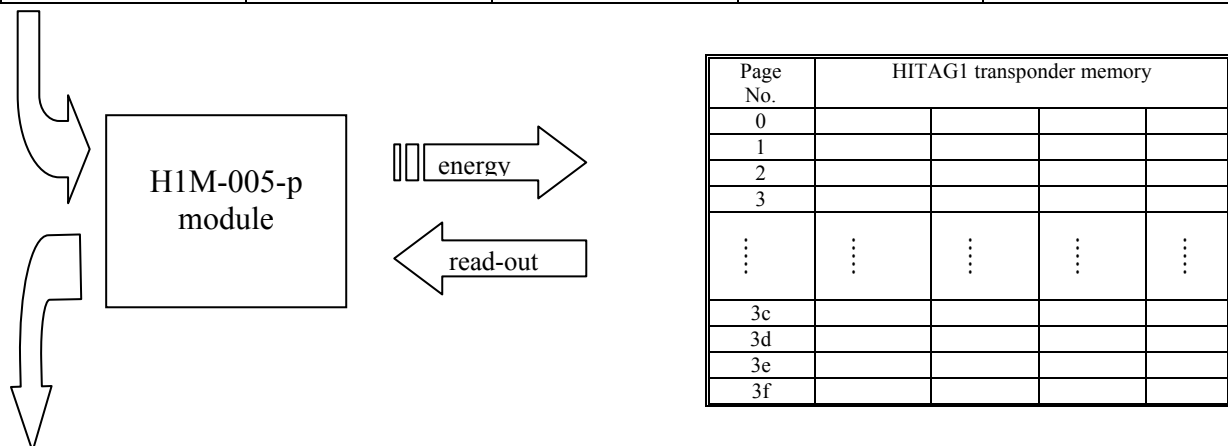 H1M-005-p
module
energy
read-out
Page
No.
HITAG1 transponder memory
0
1
2
3
3c
3d
3e
3f